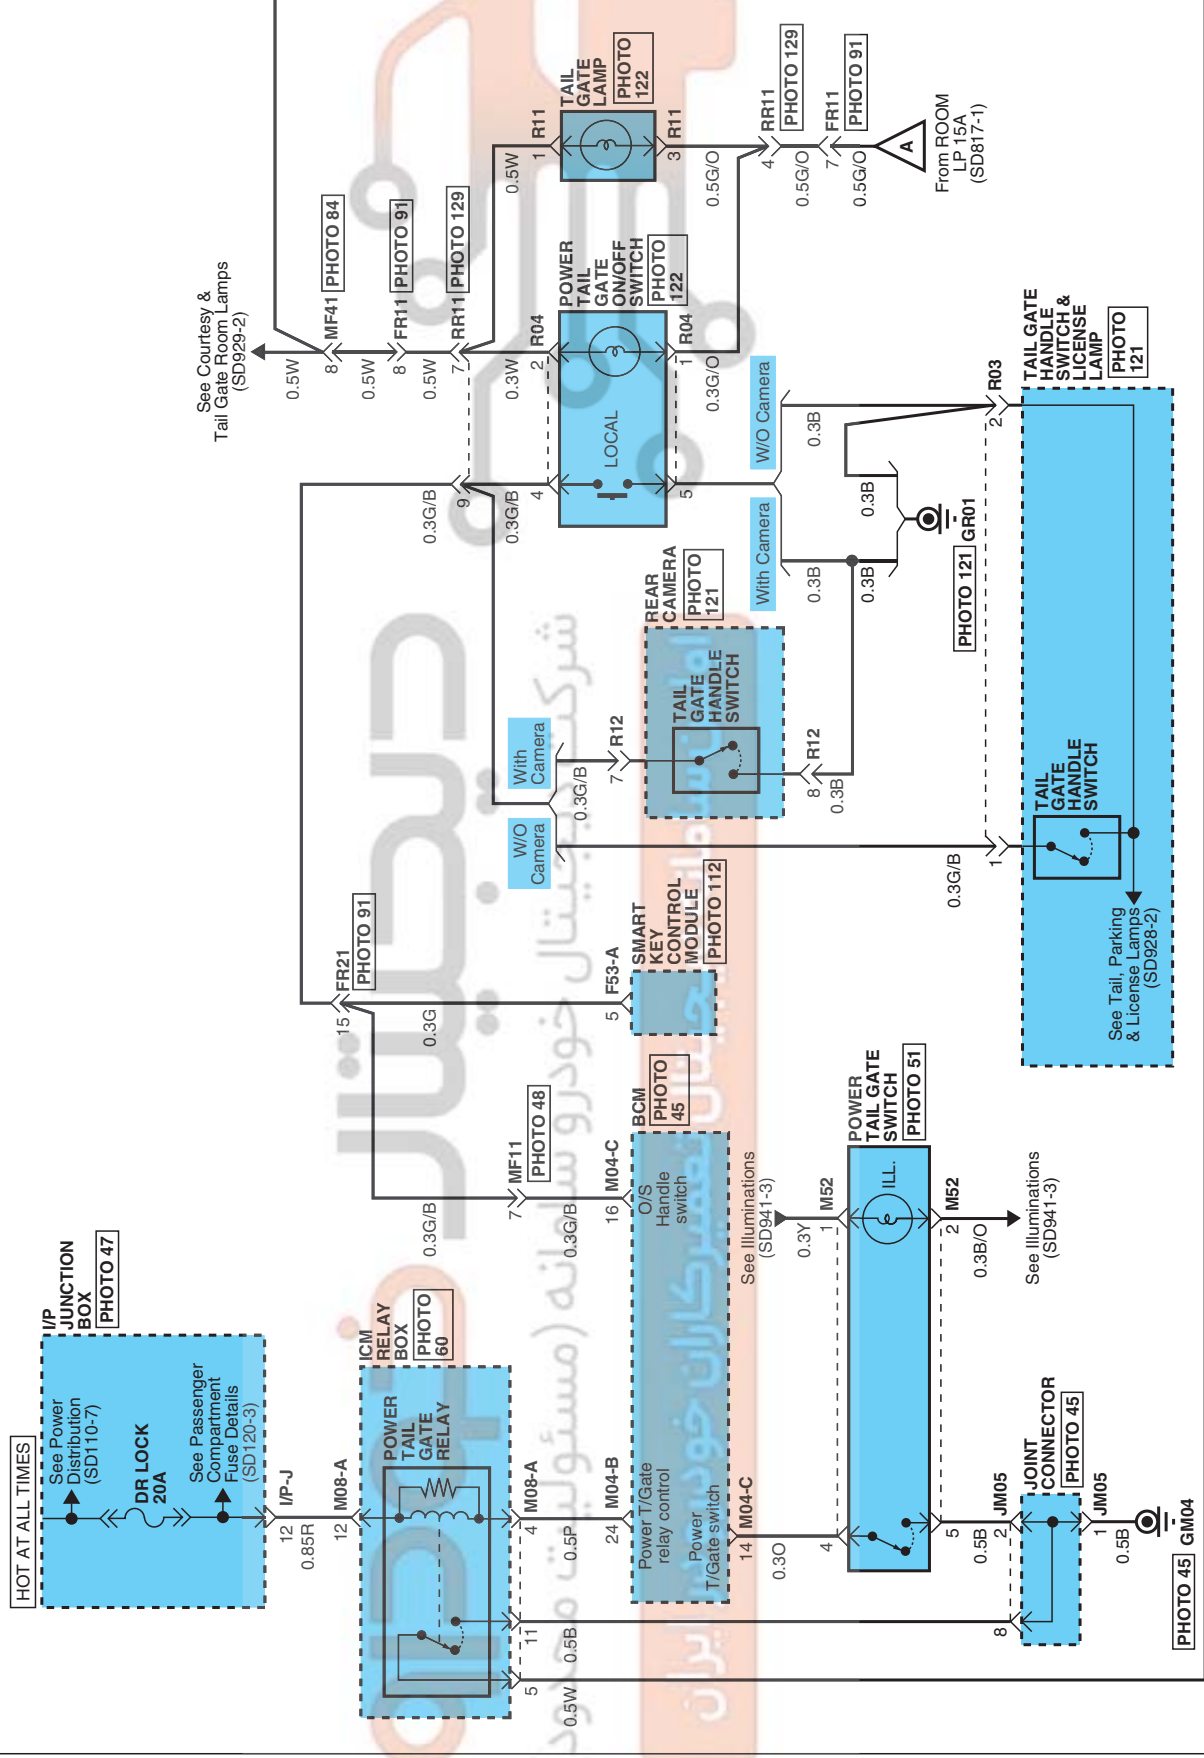 HOT AT ALL TIMES
See Power
Distribution
(SD110-7)
DR LOCK
20A
See Passenger
Compartment
Fuse Details
(SD120-3)
I/P
JUNCTION
BOX
PHOTO 47
12
I/P-J
0.85R
12
M08-A
POWER
TAIL
GATE
RELAY
ICM
RELAY
BOX
PHOTO
60
5
0.5W
11
0.5B
4
M08-A
0.5P
24
M04-B
Power T/Gate
relay control
Power
T/Gate switch
14
M04-C
0.3O
O/S
Handle
switch
BCM
PHOTO
45
16
M04-C
0.3G/B
7
MF11
PHOTO 48
0.3G/B
15
FR21
PHOTO 91
0.3G
5
F53-A
SMART
KEY
CONTROL
MODULE
PHOTO 112
See Illuminations
(SD941-3)
0.3Y
1
M52
4
ILL.
POWER
TAIL GATE
SWITCH
PHOTO 51
2
M52
0.3B/O
See Illuminations
(SD941-3)
5
0.5B
2
JM05
8
JOINT
CONNECTOR
PHOTO 45
1
JM05
0.5B
PHOTO 45
GM04
See Courtesy &
Tail Gate Room Lamps
(SD929-2)
0.5W
8
MF41
PHOTO 84
0.5W
8
FR11
PHOTO 91
0.5W
7
RR11
PHOTO 129
0.3W
2
R04
0.3G/B
9
0.3G/B
4
LOCAL
POWER
TAIL
GATE
ON/OFF
SWITCH
PHOTO
122
5
1
R04
0.3G/O
0.5W
1
R11
TAIL
GATE
LAMP
PHOTO
122
3
R11
0.5G/O
4
RR11
PHOTO 129
0.5G/O
7
FR11
PHOTO 91
0.5G/O
A
From ROOM
LP 15A
(SD817-1)
W/O
Camera
With
Camera
0.3G/B
7
R12
TAIL
GATE
HANDLE
SWITCH
REAR
CAMERA
PHOTO
121
8
R12
0.3B
With Camera
W/O Camera
0.3B
0.3B
0.3B
0.3B
PHOTO 121
GR01
0.3G/B
1
2
R03
TAIL
GATE
HANDLE
SWITCH
See Tail, Parking
& License Lamps
(SD928-2)
TAIL GATE
HANDLE
SWITCH &
LICENSE
LAMP
PHOTO
121
دیجیتال خودرو
شرکت دیجیتال خودرو سامانه (مسئولیت محدود)